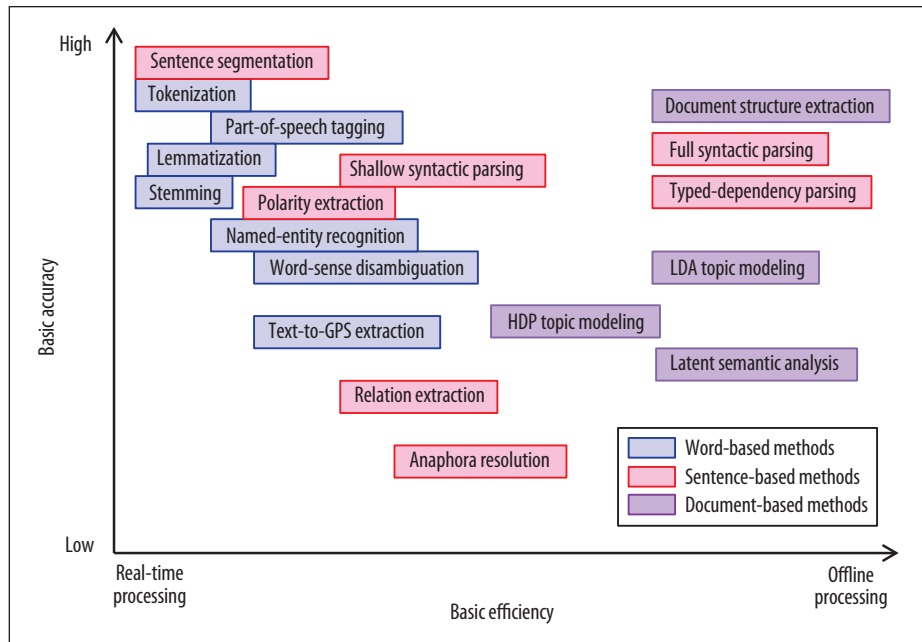 High
Sentence segmentation
Tokenization
Document structure extraction
Part-of-speech tagging
Full syntactic parsing
Lemmatization
Shallow syntactic parsing
Stemming
Typed-dependency parsing
Polarity extraction
Named-entity recognition
Word-sense disambiguation
LDA topic modeling
HDP topic modeling
Text-to-GPS extraction
Latent semantic analysis
Relation extraction
Anaphora resolution
Basic accuracy
Word-based methods
Sentence-based methods
Document-based methods
Low
Real-time
processing
Offline
processing
Basic efficiency